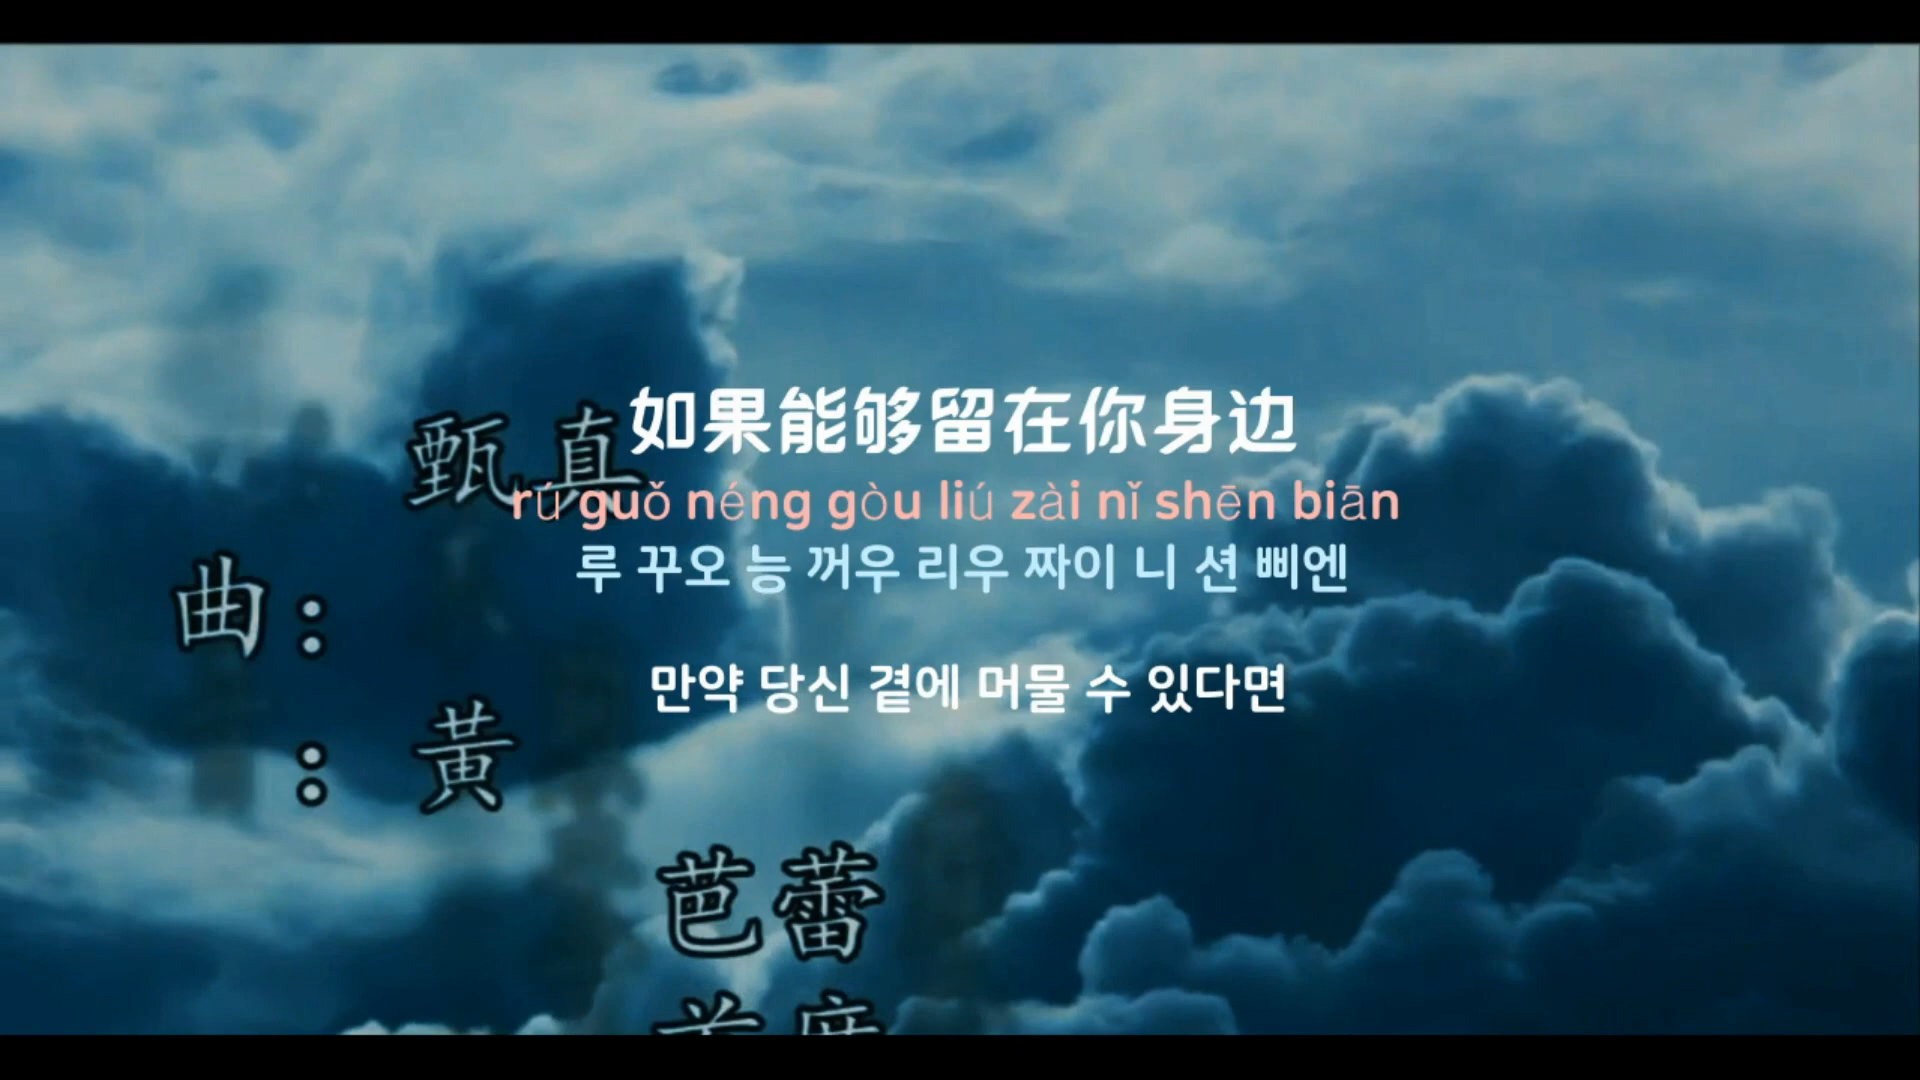 如果能够留在你身边
甄真
rú guǒ néng gòu liú zài nǐ shēn biān
루 꾸오 능 꺼우 리우 짜이 니 션 삐엔
曲：
만약 당신 곁에 머물 수 있다면
： 黃
芭蕾